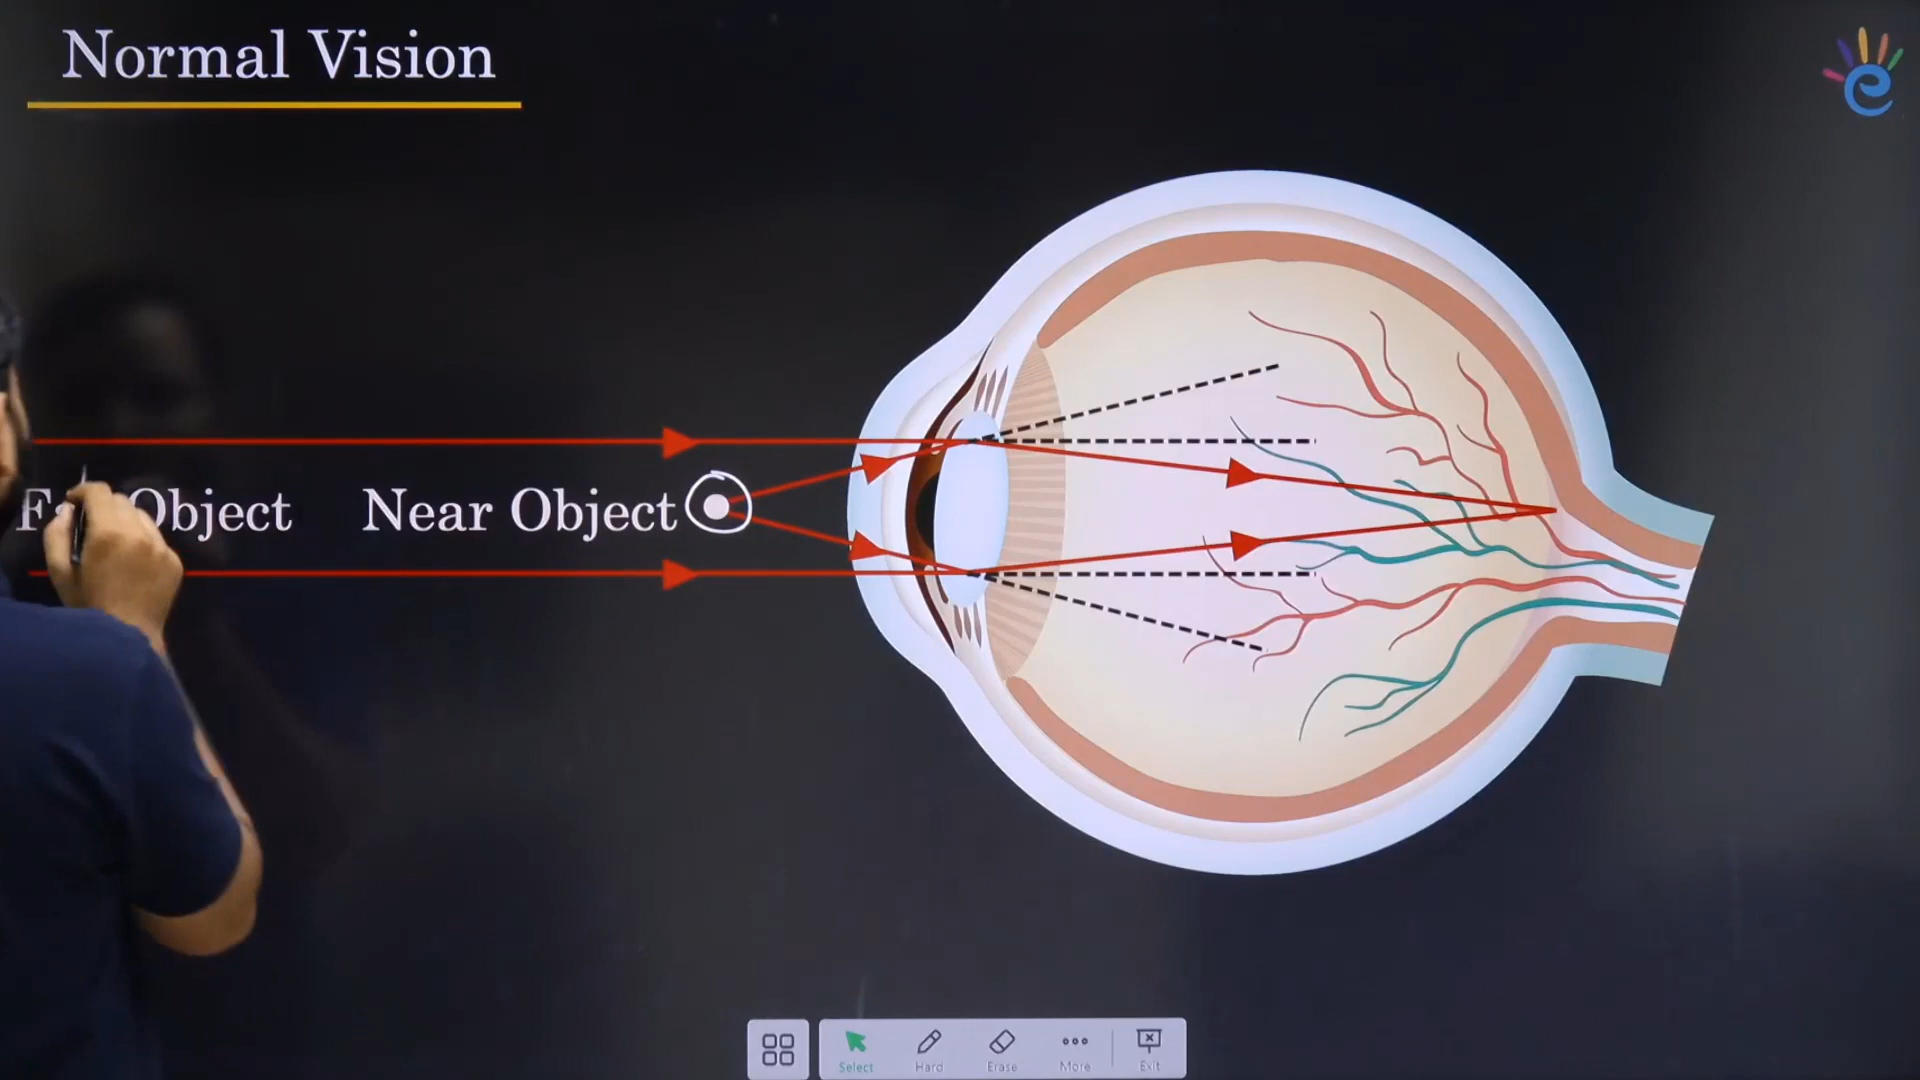 Normal Vision
Object
Near Object
Select
Hard
Erase
More
Exit